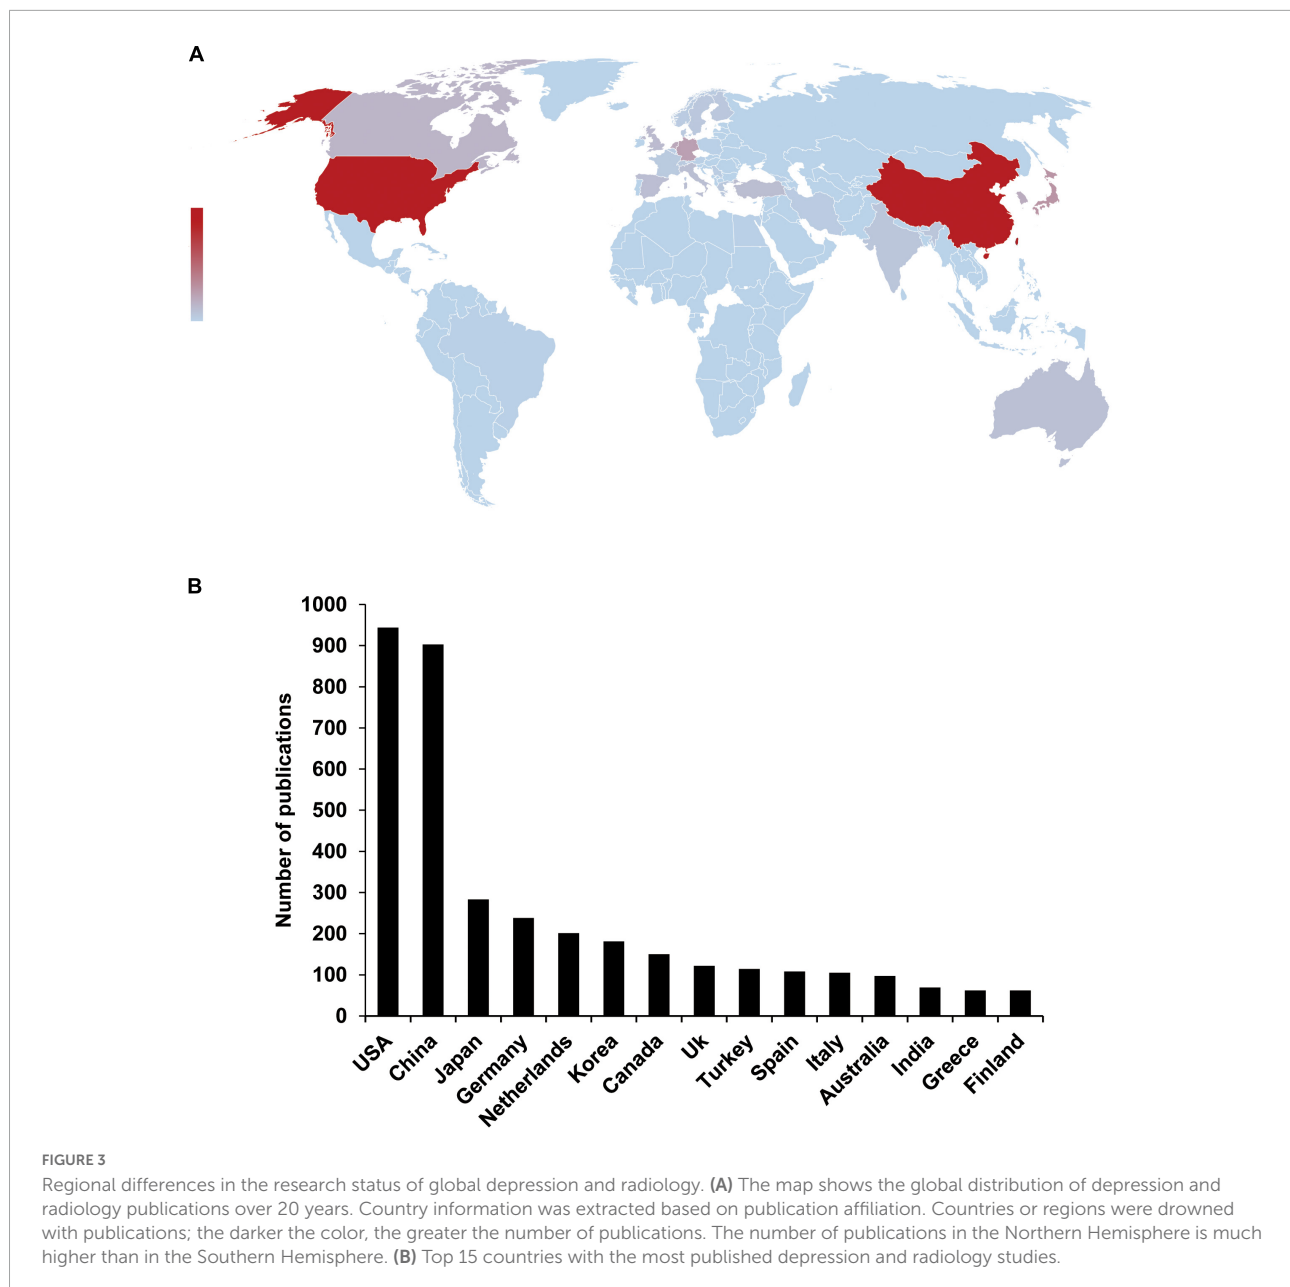 A
B
1000
900
800
700
600
500
400
300
200
100
0
Number of publications
USA
China
Japan
Germany
Netherlands
Korea
Canada
Uk
Turkey
Spain
Italy
Australia
India
Greece
Finland
FIGURE 3
Regional differences in the research status of global depression and radiology. (A) The map shows the global distribution of depression and
radiology publications over 20 years. Country information was extracted based on publication affiliation. Countries or regions were drowned
with publications; the darker the color, the greater the number of publications. The number of publications in the Northern Hemisphere is much
higher than in the Southern Hemisphere. (B) Top 15 countries with the most published depression and radiology studies.